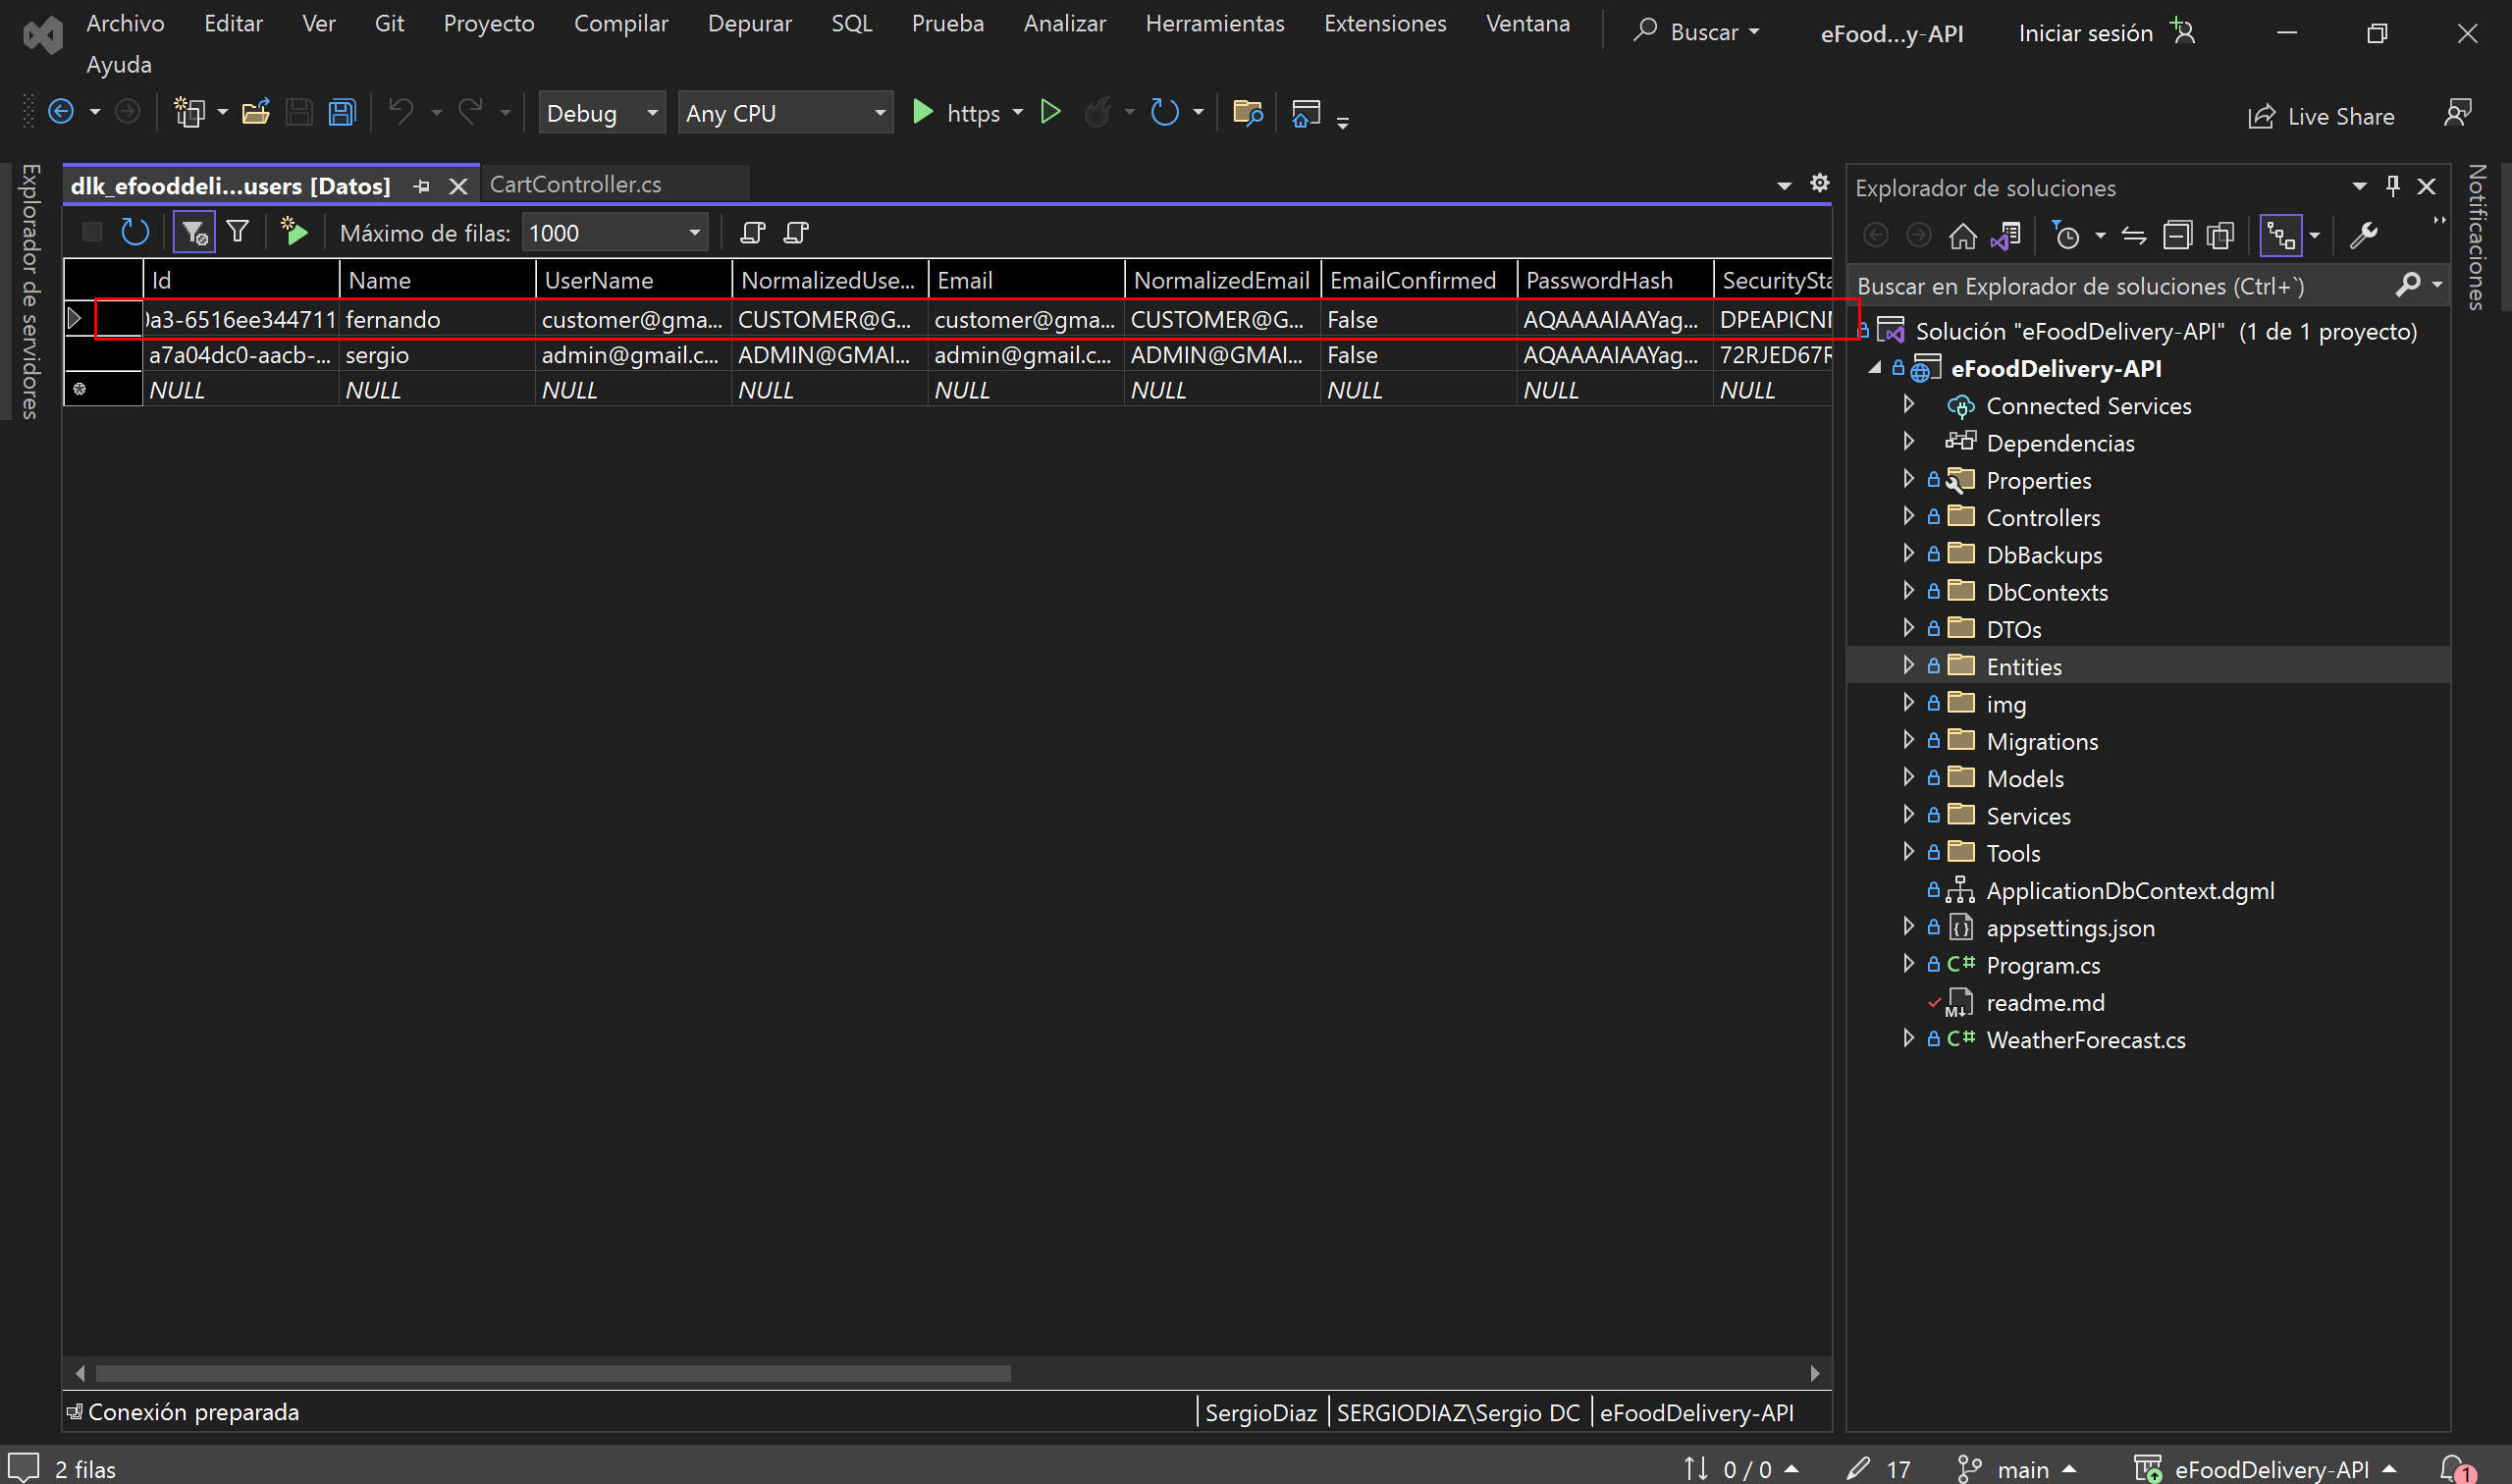 Archivo Editar Ver Git Proyecto Compilar Depurar SQL Prueba Analizar Herramientas Extensiones Ventana Buscar eFood...y-API Iniciar sesión
Ayuda
Debug Any CPU https Live Share
Explorador de servidores
dlk_efooddeli...users [Datos] CartController.cs
Máximo de filas: 1000
Id Name UserName NormalizedUse... Email NormalizedEmail EmailConfirmed PasswordHash SecuritySta
a3-6516ee344711 fernando customer@gma... CUSTOMER@G... customer@gma... CUSTOMER@G... False AQAAAAIAAYag... DPEAPICN
a7a04dc0-aacb-... sergio admin@gmail.c... ADMIN@GMAI... admin@gmail.c... ADMIN@GMAI... False AQAAAAIAAYag... 72RJED67R
NULL NULL NULL NULL NULL NULL NULL NULL NULL
Conexión preparada SergioDiaz SERGIODIAZ\Sergio DC eFoodDelivery-API
Explorador de soluciones
Buscar en Explorador de soluciones (Ctrl+`)
Solución "eFoodDelivery-API" (1 de 1 proyecto)
eFoodDelivery-API
Connected Services
Dependencias
Properties
Controllers
DbBackups
DbContexts
DTOs
Entities
img
Migrations
Models
Services
Tools
ApplicationDbContext.dgml
appsettings.json
C# Program.cs
M↓ readme.md
C# WeatherForecast.cs
Notificaciones
2 filas 0 / 0 17 main eFoodDelivery-API 1